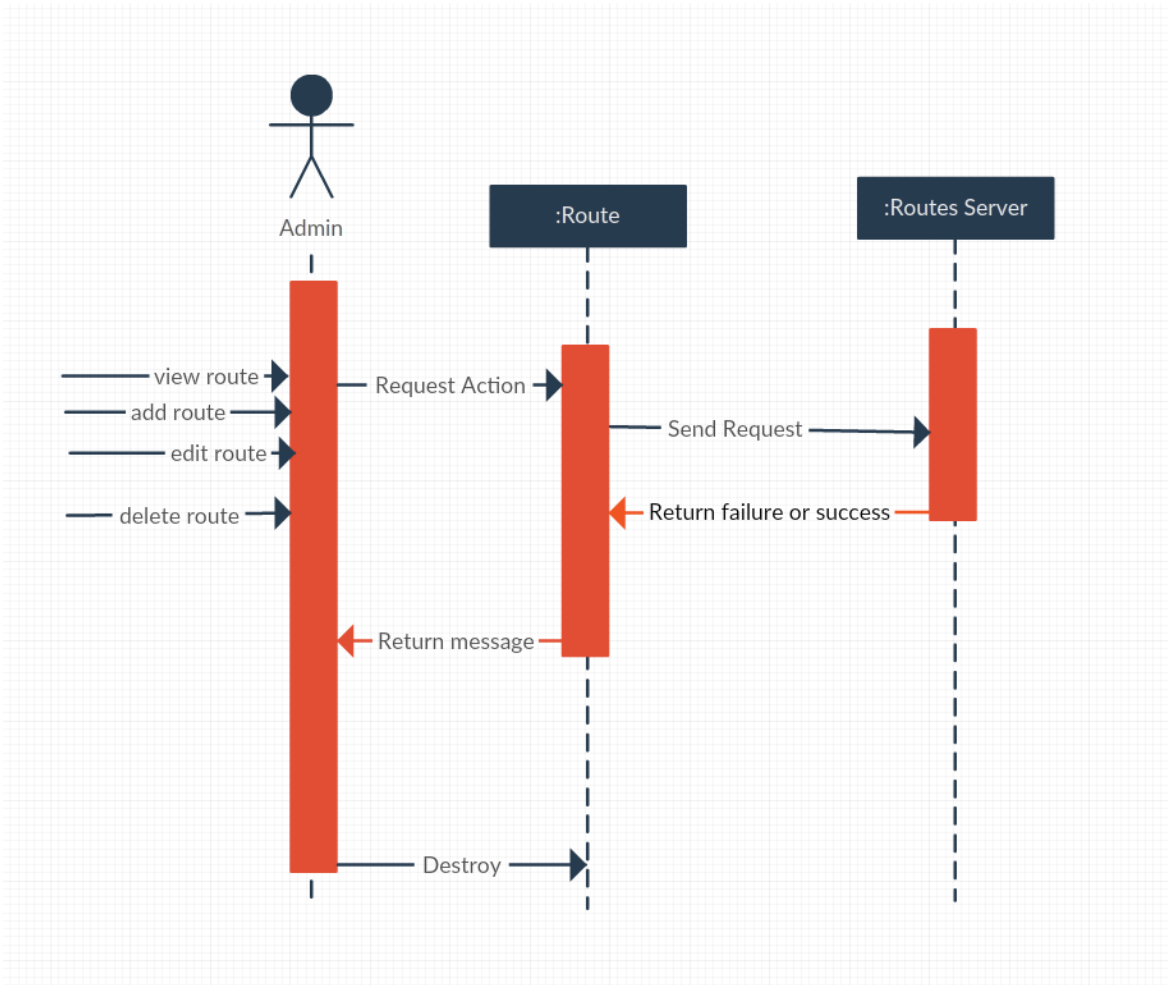 Admin
:Route
:Routes Server
view route
Request Action
add route
Send Request
edit route
delete route
Return failure or success
Return message
Destroy